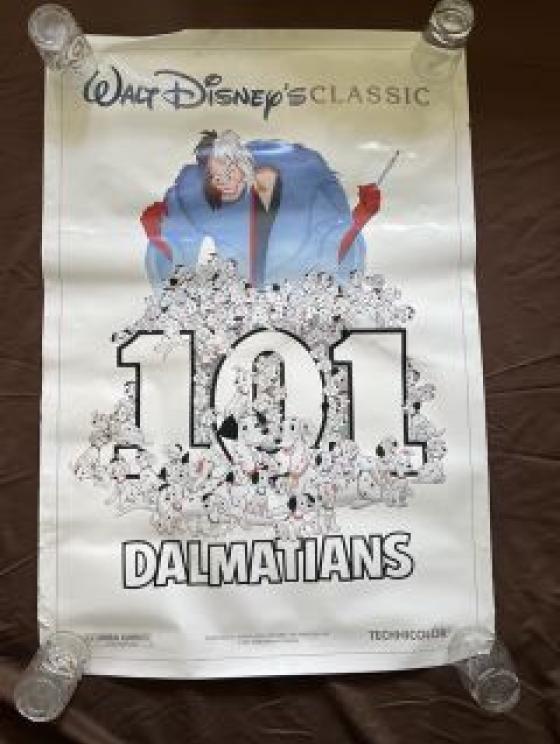 WALT DISNEY'S CLASSIC
101
DALMATIANS
TECHNICOLOR